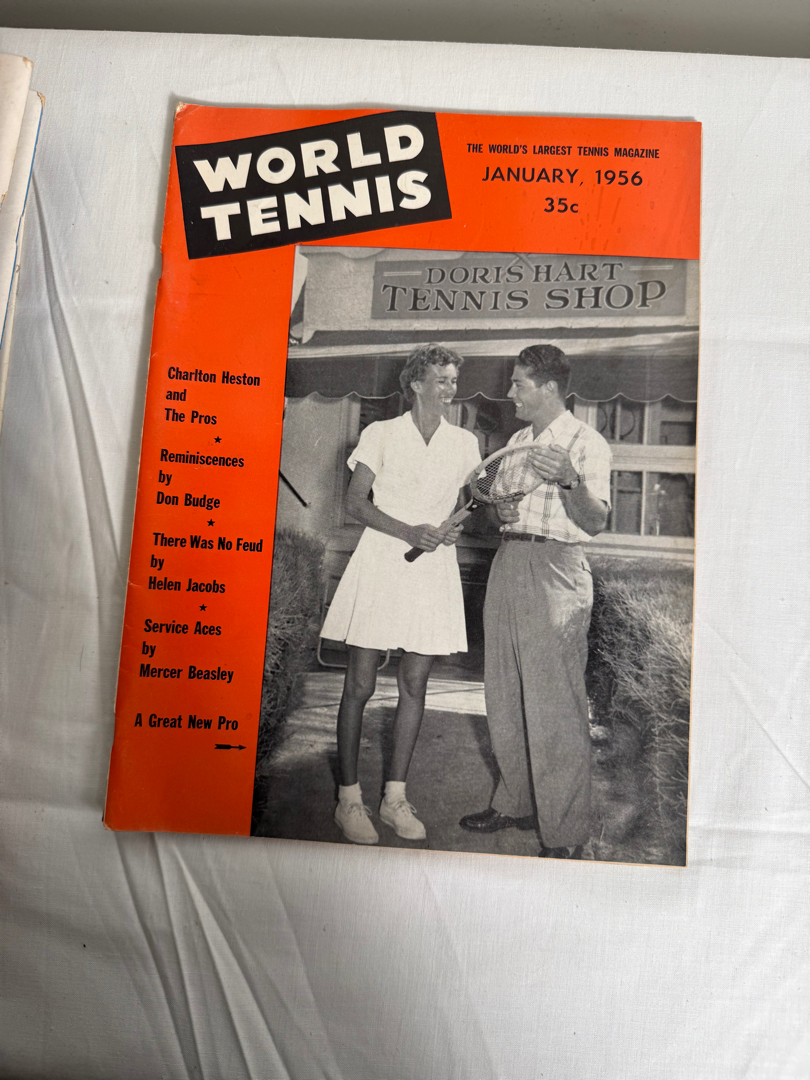 WORLD
TENNIS
THE WORLD'S LARGEST TENNIS MAGAZINE
JANUARY, 1956
35c
DORIS HART
TENNIS SHOP
Charlton Heston
and
The Pros
★
Reminiscences
by
Don Budge
★
There Was No Feud
by
Helen Jacobs
★
Service Aces
by
Mercer Beasley
A Great New Pro